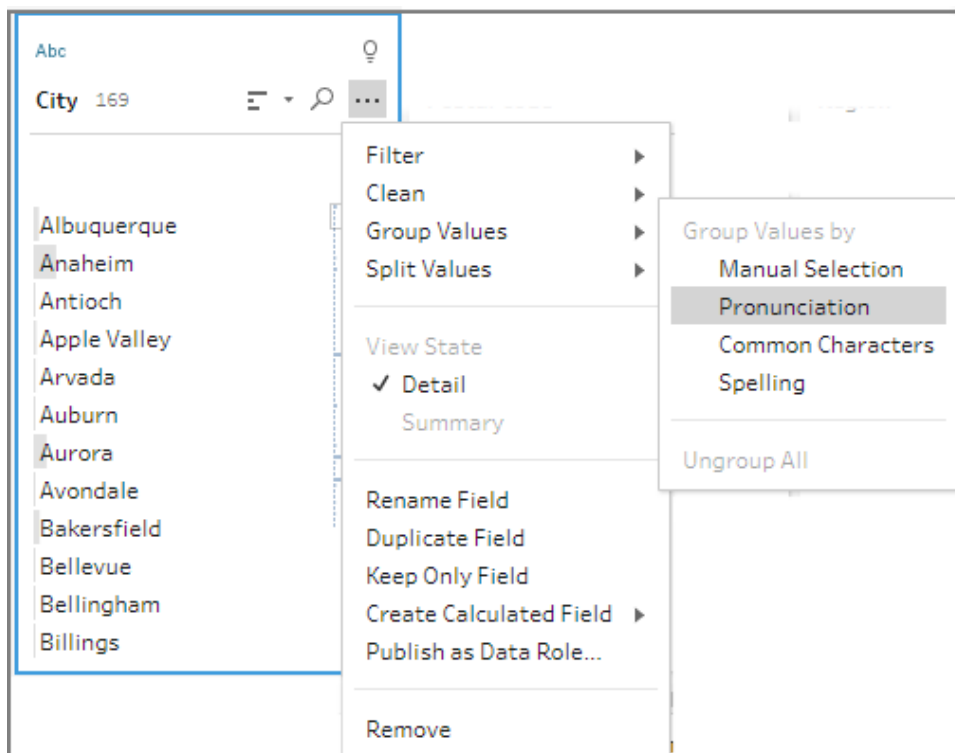 Abc
City 169
Albuquerque
Anaheim
Antioch
Apple Valley
Arvada
Auburn
Aurora
Avondale
Bakersfield
Bellevue
Bellingham
Billings
Filter
Clean
Group Values
Split Values
View State
✓ Detail
Summary
Rename Field
Duplicate Field
Keep Only Field
Create Calculated Field
Publish as Data Role...
Remove
Group Values by
Manual Selection
Pronunciation
Common Characters
Spelling
Ungroup All